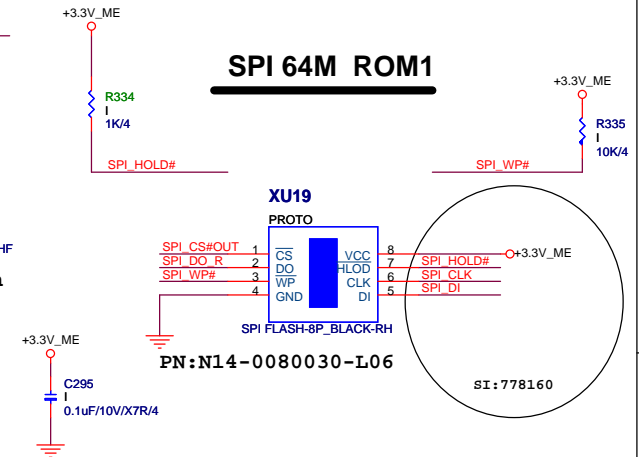 +3.3V_ME
SPI 64M ROM1
+3.3V_ME
R334
I
1K/4
R335
I
10K/4
SPI_HOLD#
SPI_WP#
XU19
PROTO
HF
SPI_CS#OUT 1 CS VCC 8 +3.3V_ME
SPI_DO_R 2 DO HLOD 7 SPI_HOLD#
SPI_WP# 3 WP CLK 6 SPI_CLK
4 GND DI 5 SPI_DI
SPI FLASH-8P_BLACK-RH
+3.3V_ME
PN:N14-0080030-L06
C295
I
0.1uF/10V/X7R/4
SI:778160